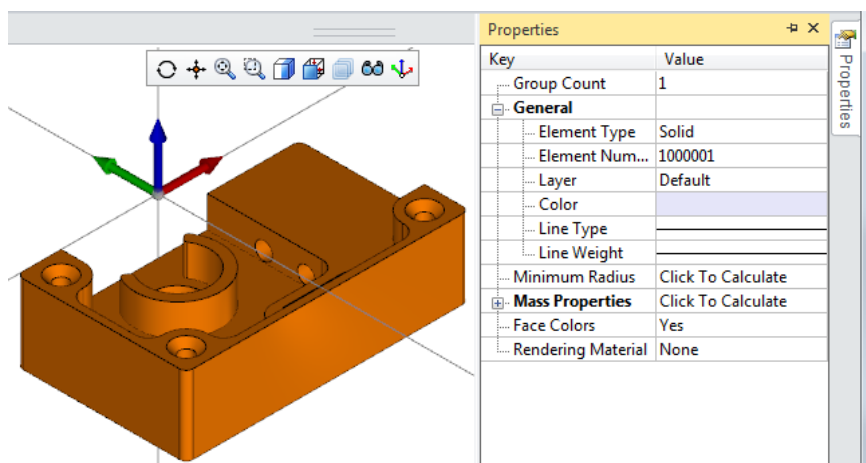 Properties
Key Value
Group Count 1
General
Element Type Solid
Element Num... 1000001
Layer Default
Color
Line Type
Line Weight
Minimum Radius Click To Calculate
Mass Properties Click To Calculate
Face Colors Yes
Rendering Material None
Properties